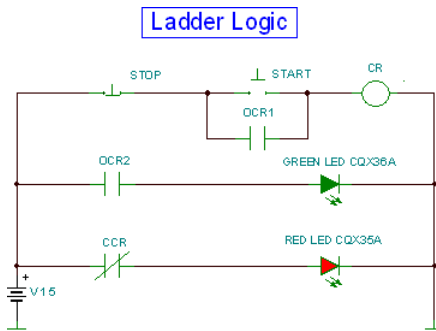 Ladder Logic
STOP
START
CR
OCR1
OCR2
GREEN LED CQX36A
CCR
RED LED CQX35A
+
V15